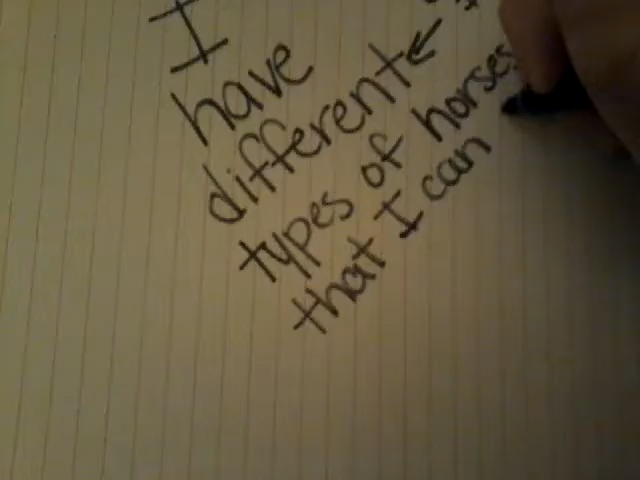 I
have
different ←
types of horses
that I can